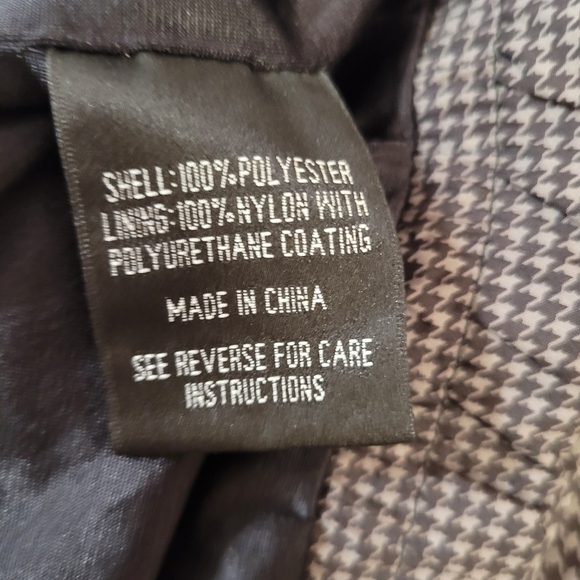 SHELL:100%POLYESTER
LINING:100%NYLON WITH
POLYURETHANE COATING
MADE IN CHINA
SEE REVERSE FOR CARE
INSTRUCTIONS